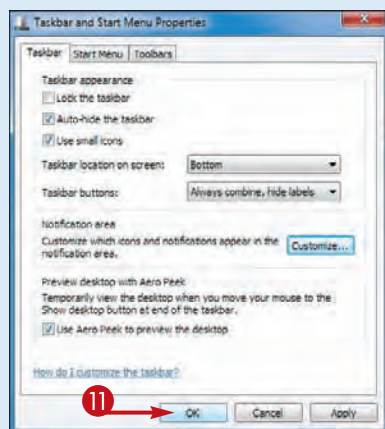 Taskbar and Start Menu Properties
Taskbar Start Menu Toolbars
Taskbar appearance
Lock the taskbar
Auto-hide the taskbar
Use small icons
Taskbar location on screen: Bottom
Taskbar buttons: Always combine, hide labels
Notification area
Customize which icons and notifications appear in the
notification area.
Customize...
Preview desktop with Aero Peek
Temporarily view the desktop when you move your mouse to the
Show desktop button at end of the taskbar.
Use Aero Peek to preview the desktop
How do I customize the taskbar?
11
OK Cancel Apply